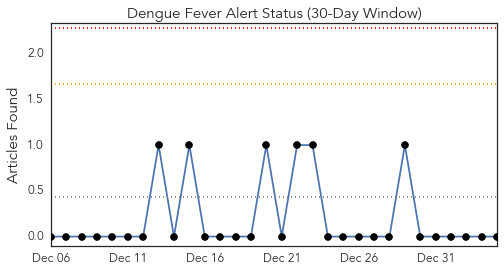 Dengue Fever Alert Status (30-Day Window)
Articles Found
2.0
1.5
1.0
0.5
0.0
Dec 06 Dec 11 Dec 16 Dec 21 Dec 26 Dec 31